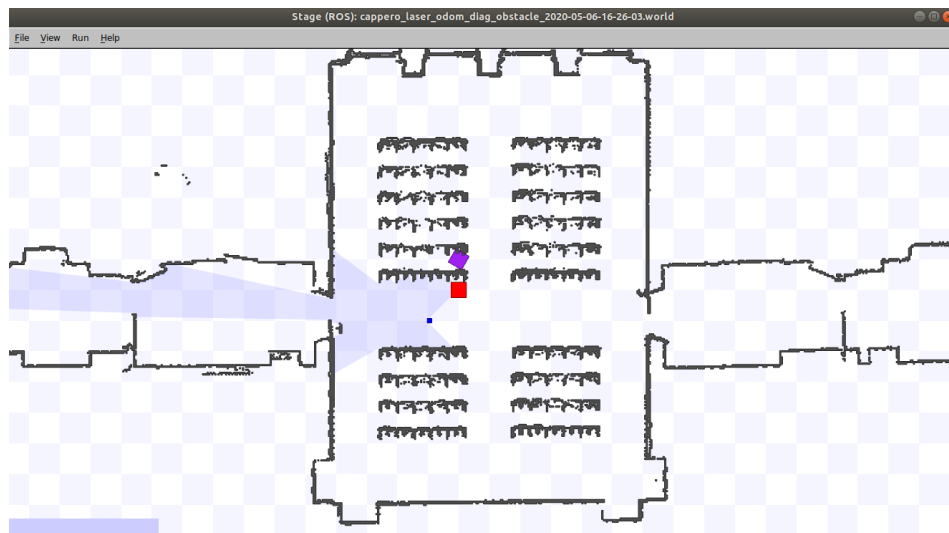 Stage (ROS): cappero_laser_odom_diag_obstacle_2020-05-06-16-26-03.world
File View Run Help